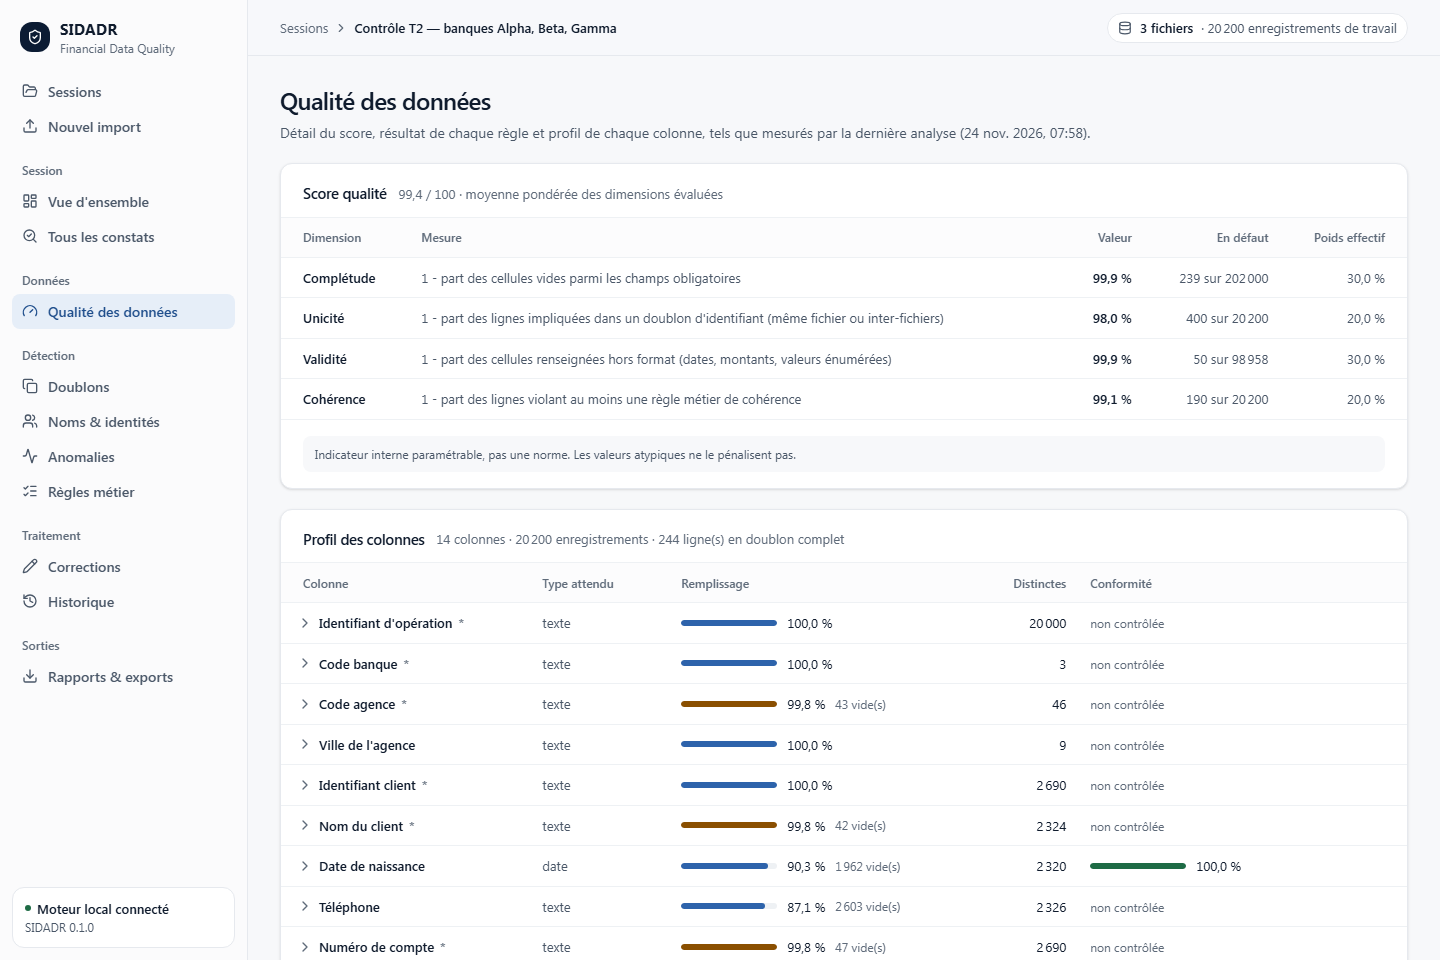 SIDADR
Financial Data Quality
Sessions
Nouvel import
Session
Vue d'ensemble
Tous les constats
Données
Qualité des données
Détection
Doublons
Noms & identités
Anomalies
Règles métier
Traitement
Corrections
Historique
Sorties
Rapports & exports
Moteur local connecté
SIDADR 0.1.0
Sessions > Contrôle T2 — banques Alpha, Beta, Gamma
3 fichiers · 20 200 enregistrements de travail
Qualité des données
Détail du score, résultat de chaque règle et profil de chaque colonne, tels que mesurés par la dernière analyse (24 nov. 2026, 07:58).
Score qualité 99,4 / 100 · moyenne pondérée des dimensions évaluées
Dimension Mesure Valeur En défaut Poids effectif
Complétude 1 - part des cellules vides parmi les champs obligatoires 99,9 % 239 sur 202 000 30,0 %
Unicité 1 - part des lignes impliquées dans un doublon d'identifiant (même fichier ou inter-fichiers) 98,0 % 400 sur 20 200 20,0 %
Validité 1 - part des cellules renseignées hors format (dates, montants, valeurs énumérées) 99,9 % 50 sur 98 958 30,0 %
Cohérence 1 - part des lignes violant au moins une règle métier de cohérence 99,1 % 190 sur 20 200 20,0 %
Indicateur interne paramétrable, pas une norme. Les valeurs atypiques ne le pénalisent pas.
Profil des colonnes 14 colonnes · 20 200 enregistrements · 244 ligne(s) en doublon complet
Colonne Type attendu Remplissage Distinctes Conformité
Identifiant d'opération * texte 100,0 % 20 000 non contrôlée
Code banque * texte 100,0 % 3 non contrôlée
Code agence * texte 99,8 % 43 vide(s) 46 non contrôlée
Ville de l'agence texte 100,0 % 9 non contrôlée
Identifiant client * texte 100,0 % 2 690 non contrôlée
Nom du client * texte 99,8 % 42 vide(s) 2 324 non contrôlée
Date de naissance date 90,3 % 1 962 vide(s) 2 320 100,0 %
Téléphone texte 87,1 % 2 603 vide(s) 2 326 non contrôlée
Numéro de compte * texte 99,8 % 47 vide(s) 2 690 non contrôlée